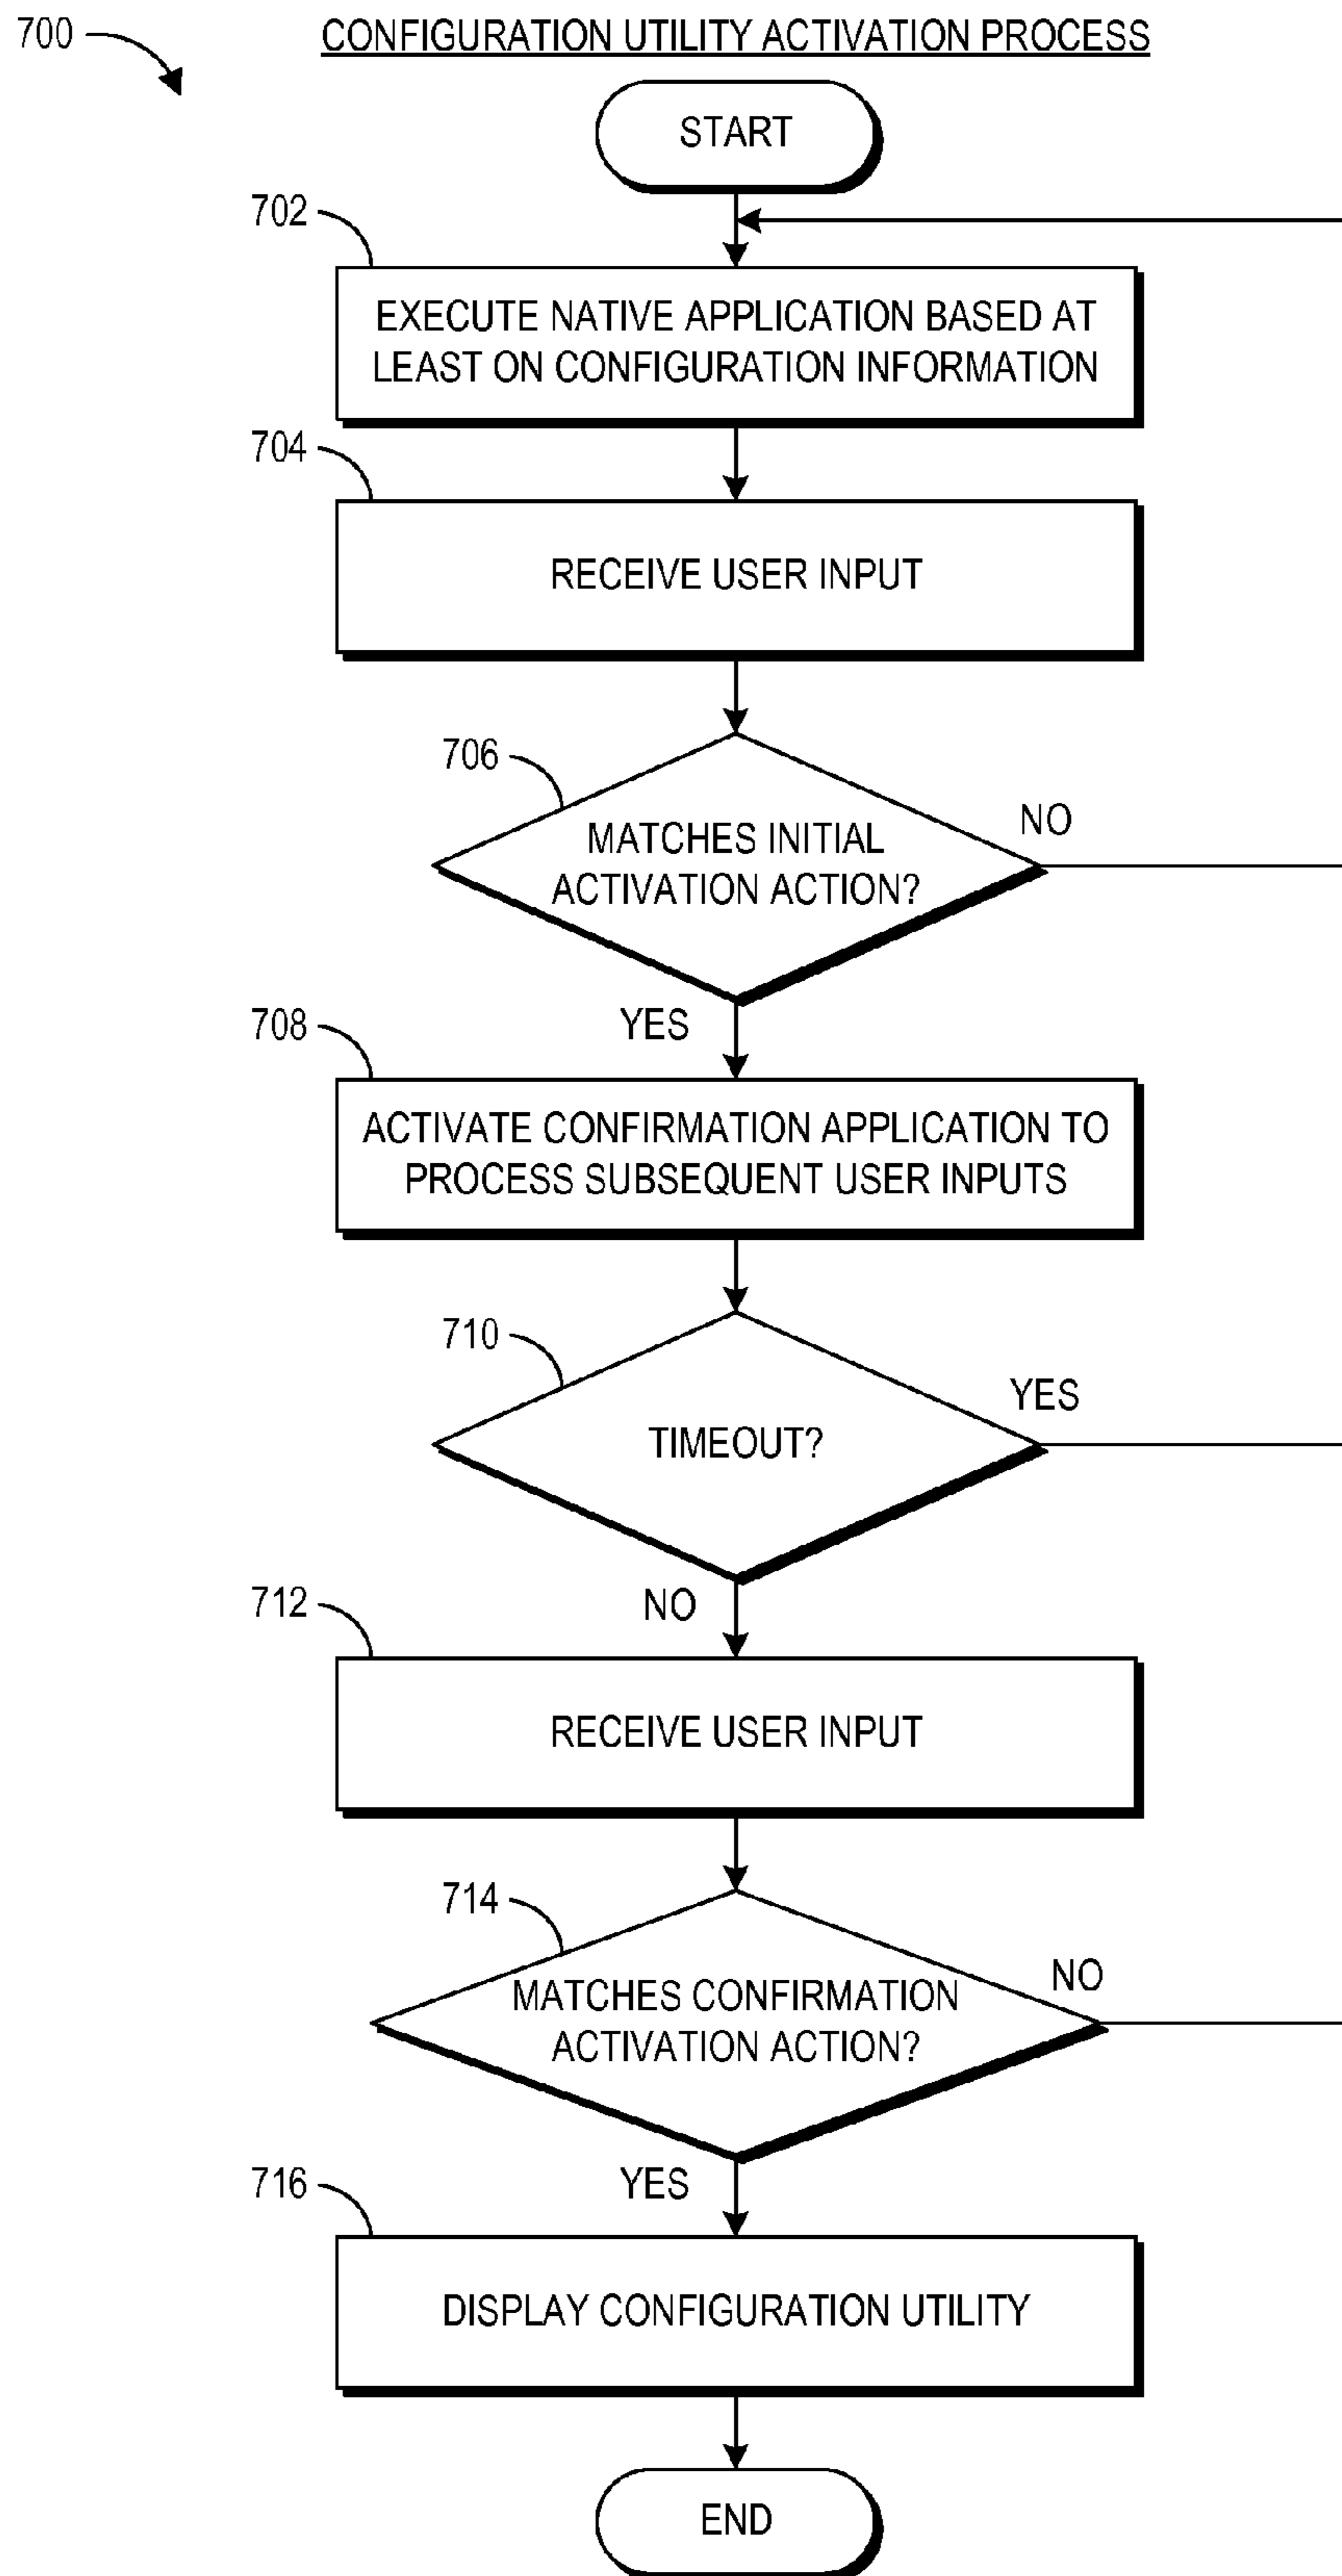 700
CONFIGURATION UTILITY ACTIVATION PROCESS
START
702
EXECUTE NATIVE APPLICATION BASED AT
LEAST ON CONFIGURATION INFORMATION
704
RECEIVE USER INPUT
706
MATCHES INITIAL
ACTIVATION ACTION?
NO
YES
708
ACTIVATE CONFIRMATION APPLICATION TO
PROCESS SUBSEQUENT USER INPUTS
710
TIMEOUT?
YES
NO
712
RECEIVE USER INPUT
714
MATCHES CONFIRMATION
ACTIVATION ACTION?
NO
YES
716
DISPLAY CONFIGURATION UTILITY
END